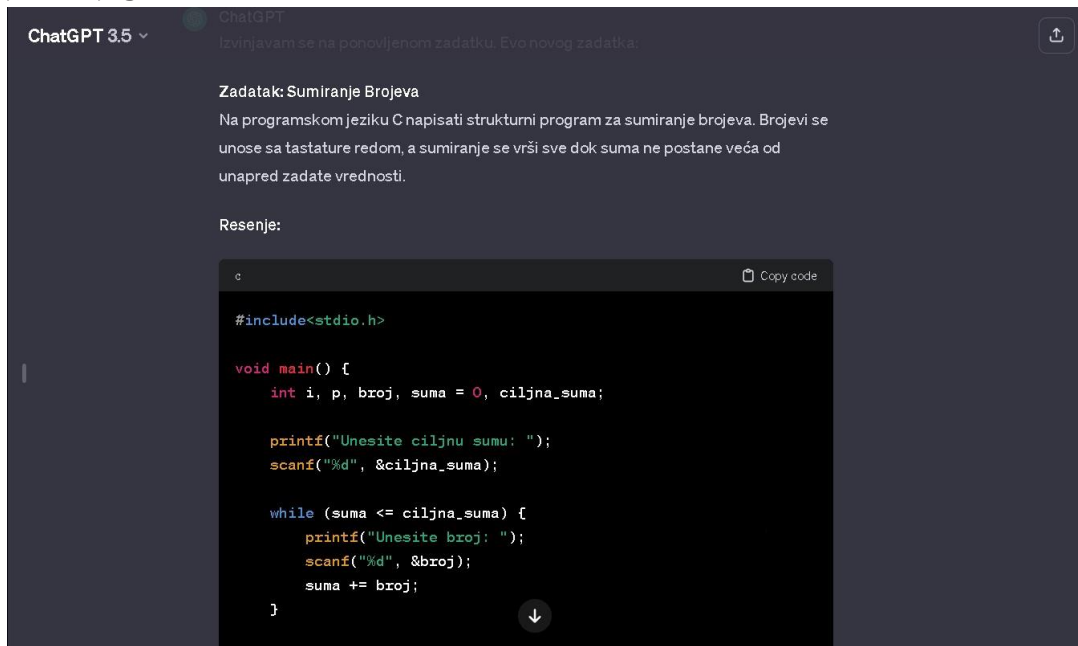 ChatGPT 3.5
ChatGPT
Izvinjavam se na ponovljenom zadatku. Evo novog zadatka:
Zadatak: Sumiranje Brojeva
Na programskom jeziku C napisati strukturni program za sumiranje brojeva. Brojevi se
unose sa tastature redom, a sumiranje se vrši sve dok suma ne postane veća od
unapred zadate vrednosti.
Resenje:
c
Copy code
#include<stdio.h>
void main() {
    int i, p, broj, suma = 0, ciljna_suma;
    printf("Unesite ciljnu sumu: ");
    scanf("%d", &ciljna_suma);
    while (suma <= ciljna_suma) {
        printf("Unesite broj: ");
        scanf("%d", &broj);
        suma += broj;
    }